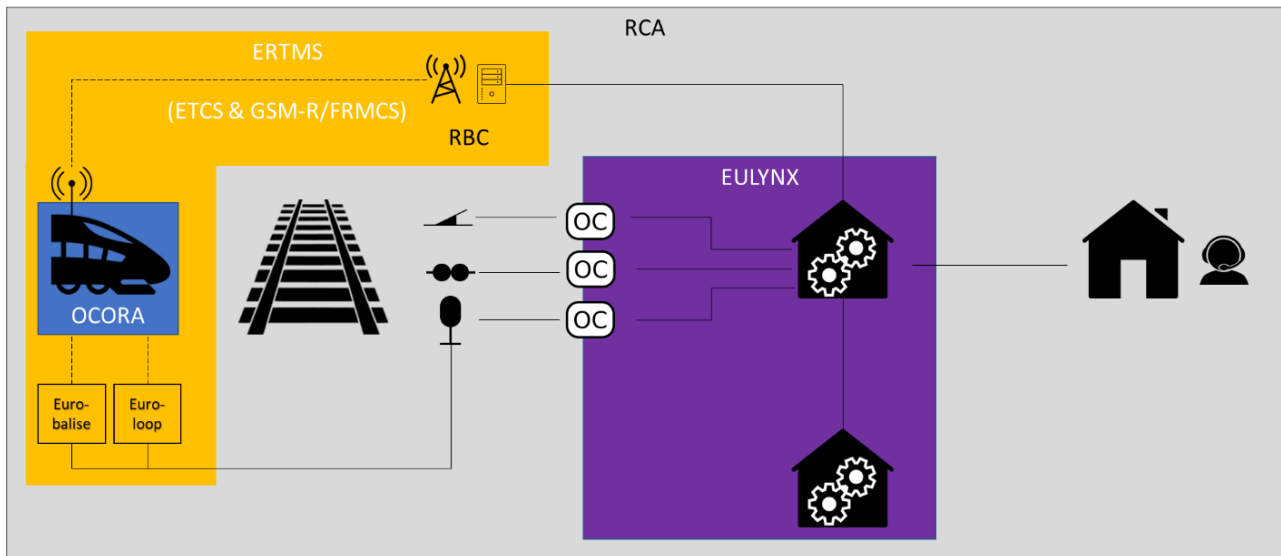 RCA
ERTMS
(ETCS & GSM-R/FRMCS)
RBC
EULYNX
OC
OC
OC
OCORA
Euro-
balise
Euro-
loop